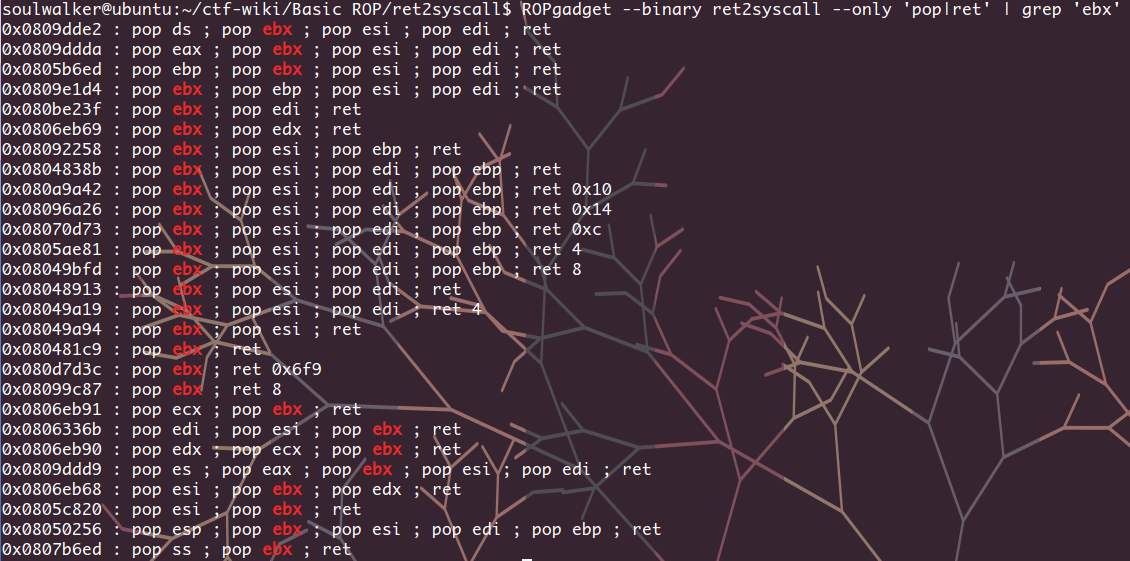 soulwalker@ubuntu:~/ctf-wiki/Basic ROP/ret2syscall$ ROPgadget --binary ret2syscall --only 'pop|ret' | grep 'ebx'
0x0809dde2 : pop ds ; pop ebx ; pop esi ; pop edi ; ret
0x0809ddda : pop eax ; pop ebx ; pop esi ; pop edi ; ret
0x0805b6ed : pop ebp ; pop ebx ; pop esi ; pop edi ; ret
0x0809e1d4 : pop ebx ; pop ebp ; pop esi ; pop edi ; ret
0x080be23f : pop ebx ; pop edi ; ret
0x0806eb69 : pop ebx ; pop edx ; ret
0x08092258 : pop ebx ; pop esi ; pop ebp ; ret
0x0804838b : pop ebx ; pop esi ; pop edi ; pop ebp ; ret
0x080a9a42 : pop ebx ; pop esi ; pop edi ; pop ebp ; ret 0x10
0x08096a26 : pop ebx ; pop esi ; pop edi ; pop ebp ; ret 0x14
0x08070d73 : pop ebx ; pop esi ; pop edi ; pop ebp ; ret 0xc
0x0805ae81 : pop ebx ; pop esi ; pop edi ; pop ebp ; ret 4
0x08049bfd : pop ebx ; pop esi ; pop edi ; pop ebp ; ret 8
0x08048913 : pop ebx ; pop esi ; pop edi ; ret
0x08049a19 : pop ebx ; pop esi ; pop edi ; ret 4
0x08049a94 : pop ebx ; pop esi ; ret
0x080481c9 : pop ebx ; ret
0x080d7d3c : pop ebx ; ret 0x6f9
0x08099c87 : pop ebx ; ret 8
0x0806eb91 : pop ecx ; pop ebx ; ret
0x0806336b : pop edi ; pop esi ; pop ebx ; ret
0x0806eb90 : pop edx ; pop ecx ; pop ebx ; ret
0x0809ddd9 : pop es ; pop eax ; pop ebx ; pop esi ; pop edi ; ret
0x0806eb68 : pop esi ; pop ebx ; pop edx ; ret
0x0805c820 : pop esi ; pop ebx ; ret
0x08050256 : pop esp ; pop ebx ; pop esi ; pop edi ; pop ebp ; ret
0x0807b6ed : pop ss ; pop ebx ; ret